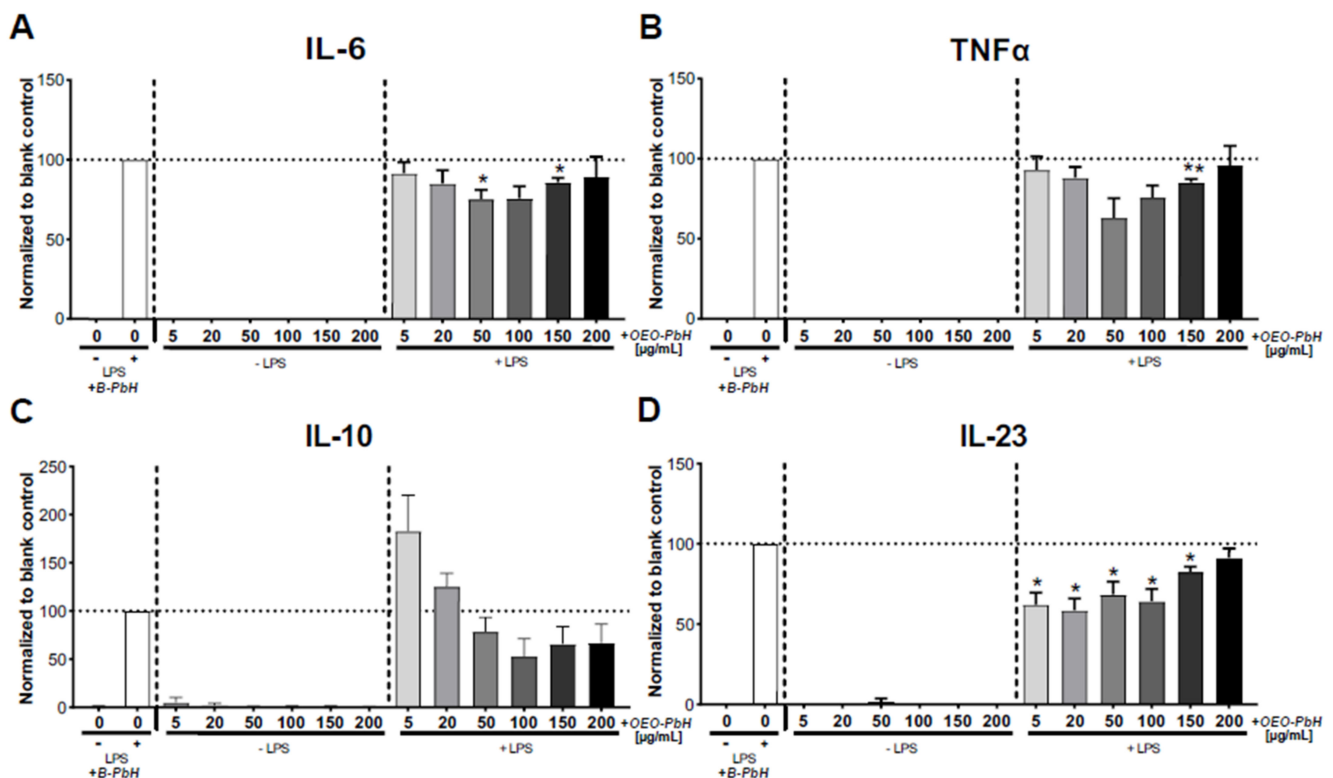 A
IL-6
Normalized to blank control
150
100
50
0
0 0 5 20 50 100 150 200 5 20 50 100 150 200 +OEO-PbH
[µg/mL]
* *
- + - LPS + LPS
LPS
+B-PbH
B
TNFα
Normalized to blank control
150
100
50
0
0 0 5 20 50 100 150 200 5 20 50 100 150 200 +OEO-PbH
[µg/mL]
**
- + - LPS + LPS
LPS
+B-PbH
C
IL-10
Normalized to blank control
250
200
150
100
50
0
0 0 5 20 50 100 150 200 5 20 50 100 150 200 +OEO-PbH
[µg/mL]
- + - LPS + LPS
LPS
+B-PbH
D
IL-23
Normalized to blank control
150
100
50
0
0 0 5 20 50 100 150 200 5 20 50 100 150 200 +OEO-PbH
[µg/mL]
* * * * *
- + - LPS + LPS
LPS
+B-PbH